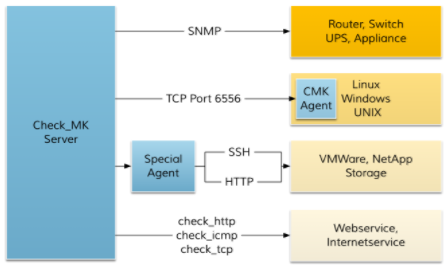 Check_MK
Server
SNMP
Router, Switch
UPS, Appliance
TCP Port 6556
CMK
Agent
Linux
Windows
UNIX
Special
Agent
SSH
HTTP
VMWare, NetApp
Storage
check_http
check_icmp
check_tcp
Webservice,
Internetservice